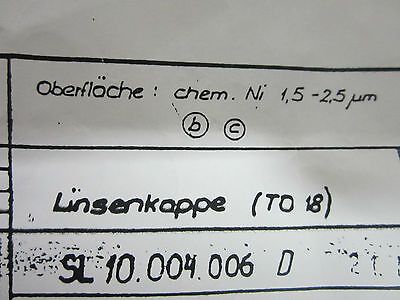 Oberfläche : chem. Ni 1,5 - 2,5 µm
b c
Linsenkappe (TO 18)
SL 10.004.006 D